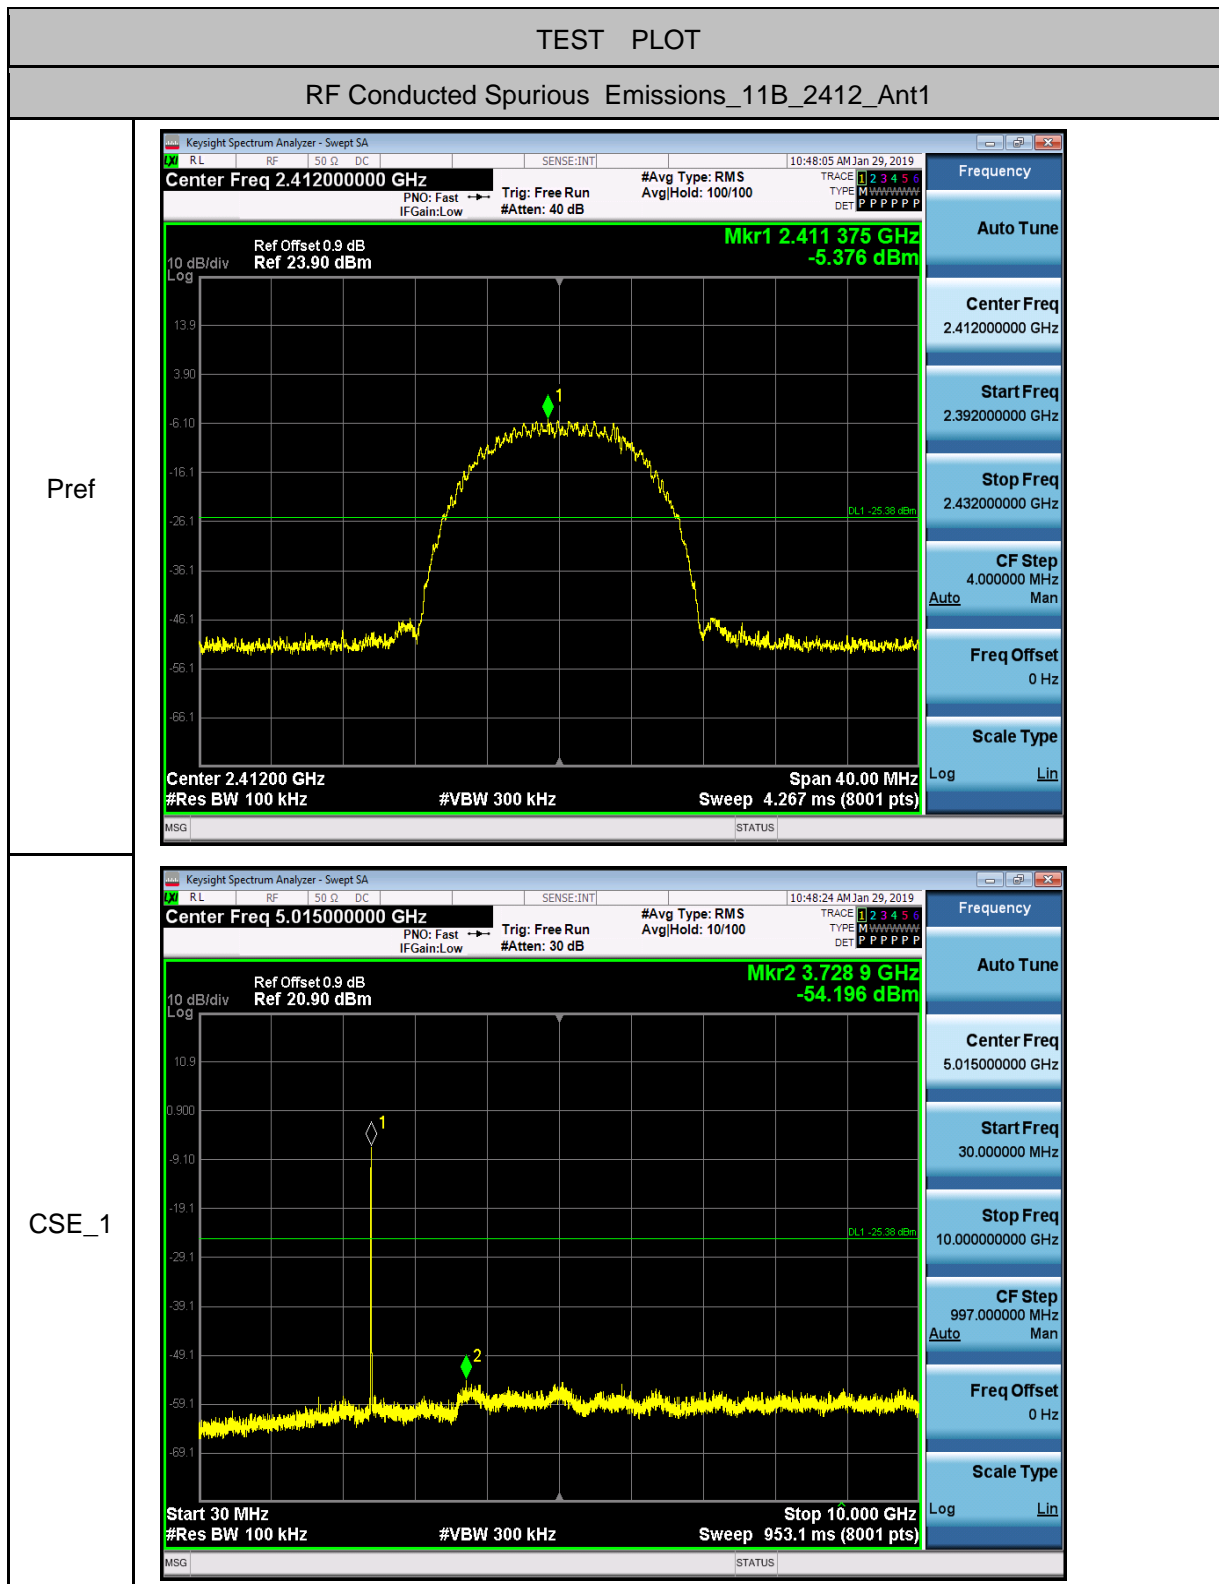 TEST PLOT
RF Conducted Spurious Emissions_11B_2412_Ant1
Pref
Keysight Spectrum Analyzer - Swept SA
LXI RL RF 50 Ω DC SENSE:INT 10:48:05 AM Jan 29, 2019
Center Freq 2.412000000 GHz
PNO: Fast
IFGain:Low
Trig: Free Run
#Atten: 40 dB
#Avg Type: RMS
Avg|Hold: 100/100
TRACE 1 2 3 4 5 6
TYPE M WWWWW
DET P P P P P P
Mkr1 2.411 375 GHz
-5.376 dBm
Ref Offset 0.9 dB
10 dB/div Ref 23.90 dBm
Log
13.9
3.90
-6.10
-16.1
-26.1
-36.1
-46.1
-56.1
-66.1
1
DL1 -25.38 dBm
Center 2.41200 GHz Span 40.00 MHz
#Res BW 100 kHz #VBW 300 kHz Sweep 4.267 ms (8001 pts)
MSG STATUS
Frequency
Auto Tune
Center Freq
2.412000000 GHz
Start Freq
2.392000000 GHz
Stop Freq
2.432000000 GHz
CF Step
4.000000 MHz
Auto Man
Freq Offset
0 Hz
Scale Type
Log Lin
CSE_1
Keysight Spectrum Analyzer - Swept SA
LXI RL RF 50 Ω DC SENSE:INT 10:48:24 AM Jan 29, 2019
Center Freq 5.015000000 GHz
PNO: Fast
IFGain:Low
Trig: Free Run
#Atten: 30 dB
#Avg Type: RMS
Avg|Hold: 10/100
TRACE 1 2 3 4 5 6
TYPE M WWWWW
DET P P P P P P
Mkr2 3.728 9 GHz
-54.196 dBm
Ref Offset 0.9 dB
10 dB/div Ref 20.90 dBm
Log
10.9
0.900
-9.10
-19.1
-29.1
-39.1
-49.1
-59.1
-69.1
1
2
DL1 -25.38 dBm
Start 30 MHz Stop 10.000 GHz
#Res BW 100 kHz #VBW 300 kHz Sweep 953.1 ms (8001 pts)
MSG STATUS
Frequency
Auto Tune
Center Freq
5.015000000 GHz
Start Freq
30.000000 MHz
Stop Freq
10.000000000 GHz
CF Step
997.000000 MHz
Auto Man
Freq Offset
0 Hz
Scale Type
Log Lin